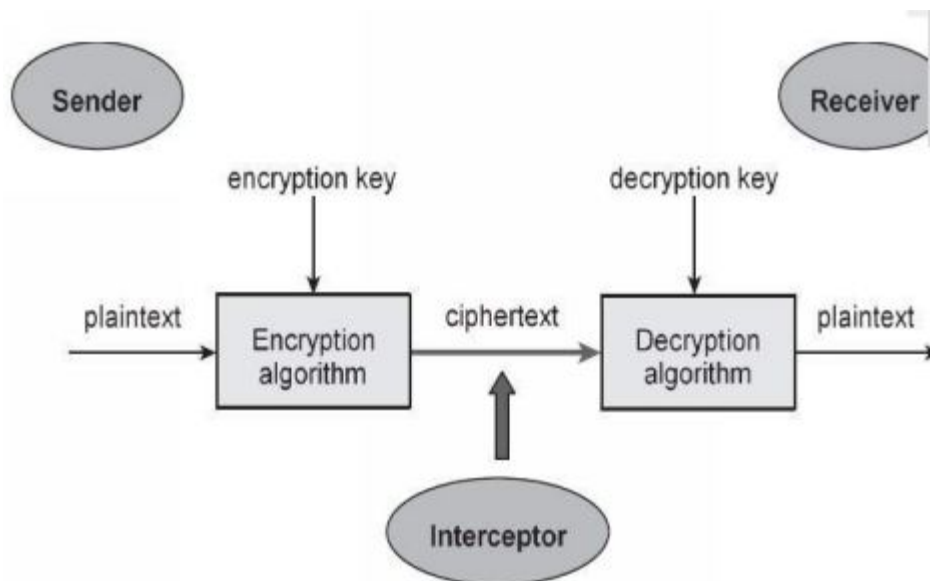 Sender
Receiver
encryption key
decryption key
plaintext
Encryption
algorithm
ciphertext
Decryption
algorithm
plaintext
Interceptor